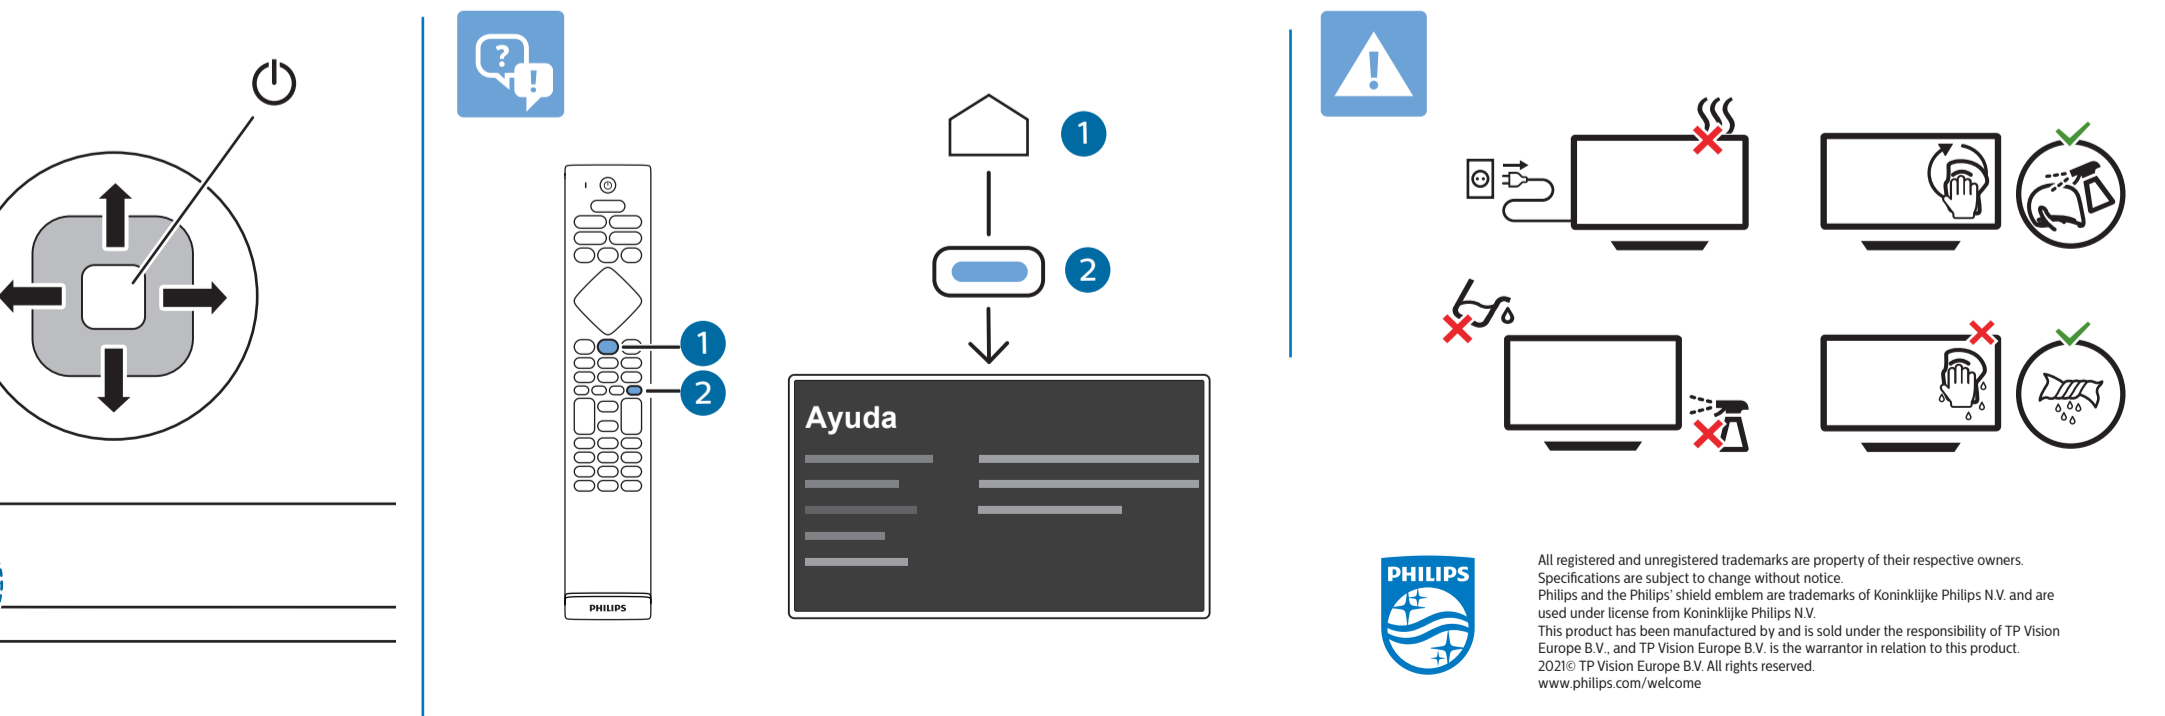 ?
!
1
2
1
2
Ayuda
PHILIPS
!
PHILIPS
All registered and unregistered trademarks are property of their respective owners.
Specifications are subject to change without notice.
Philips and the Philips’ shield emblem are trademarks of Koninklijke Philips N.V. and are
used under license from Koninklijke Philips N.V.
This product has been manufactured by and is sold under the responsibility of TP Vision
Europe B.V., and TP Vision Europe B.V. is the warrantor in relation to this product.
2021© TP Vision Europe B.V. All rights reserved.
www.philips.com/welcome